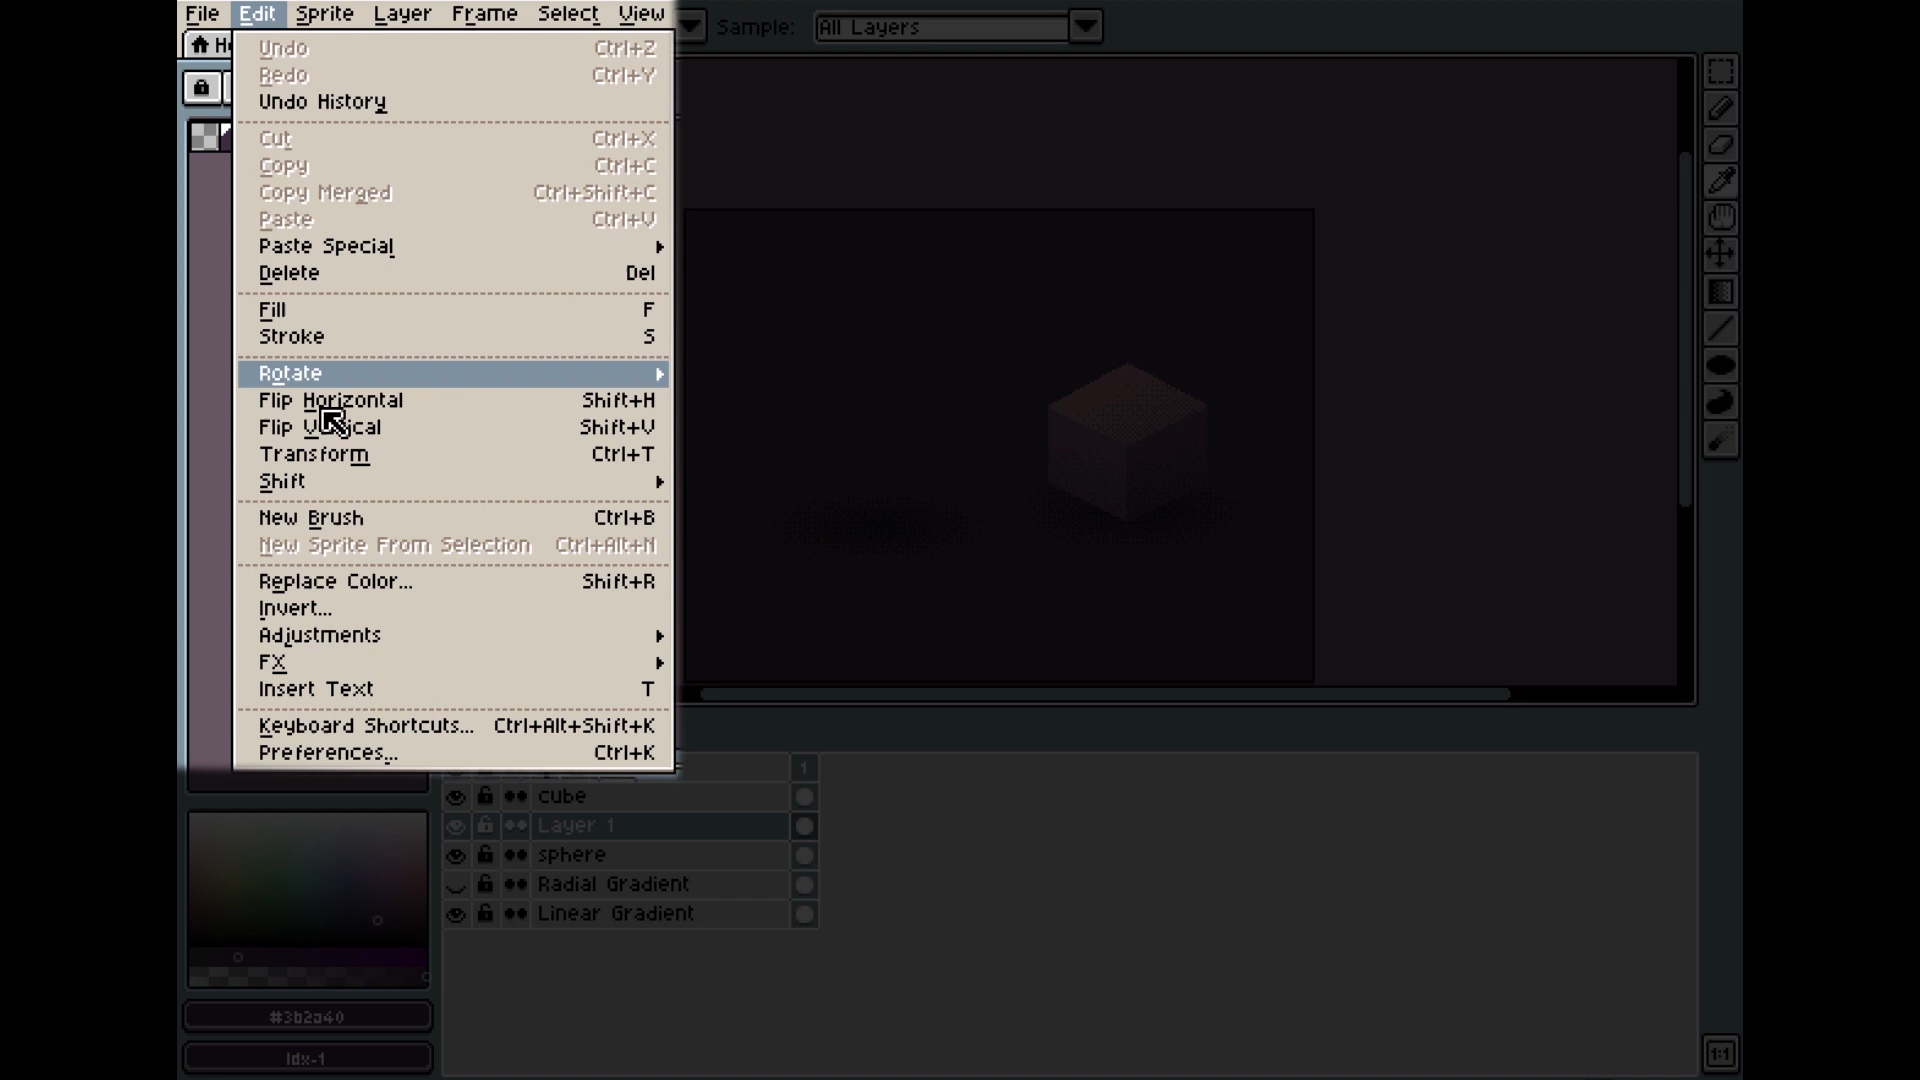 File Edit Sprite Layer Frame Select View
Sample: All Layers
Undo Ctrl+Z
Redo Ctrl+Y
Undo History
Cut Ctrl+X
Copy Ctrl+C
Copy Merged Ctrl+Shift+C
Paste Ctrl+V
Paste Special
Delete Del
Fill F
Stroke S
Rotate
Flip Horizontal Shift+H
Flip Vertical Shift+V
Transform Ctrl+T
Shift
New Brush Ctrl+B
New Sprite From Selection Ctrl+Alt+N
Replace Color... Shift+R
Invert...
Adjustments
FX
Insert Text T
Keyboard Shortcuts... Ctrl+Alt+Shift+K
Preferences... Ctrl+K
1
cube
Layer 1
sphere
Radial Gradient
Linear Gradient
#3b2a40
Idx-1
1:1